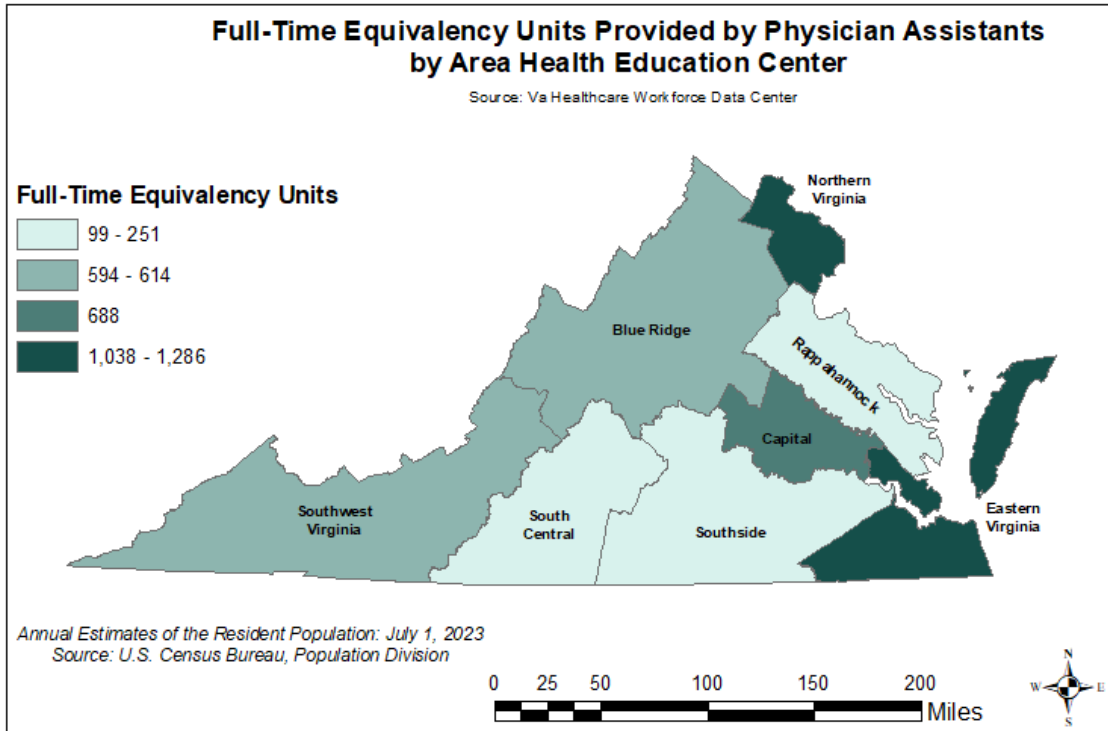 Full-Time Equivalency Units Provided by Physician Assistants
by Area Health Education Center
Source: Va Healthcare Workforce Data Center
Full-Time Equivalency Units
99 - 251
594 - 614
688
1,038 - 1,286
Northern
Virginia
Blue Ridge
Rappahannock
Capital
Southwest
Virginia
South
Central
Southside
Eastern
Virginia
Annual Estimates of the Resident Population: July 1, 2023
Source: U.S. Census Bureau, Population Division
0 25 50 100 150 200
Miles
N
W E
S